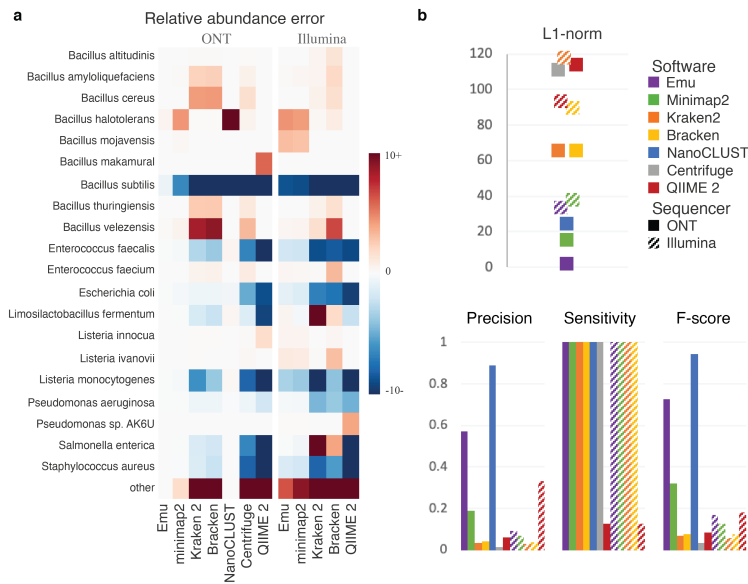 a
Relative abundance error
ONT
Illumina
Bacillus altitudinis
Bacillus amyloliquefaciens
Bacillus cereus
Bacillus halotolerans
Bacillus mojavensis
Bacillus makamural
Bacillus subtilis
Bacillus thuringiensis
Bacillus velezensis
Enterococcus faecalis
Enterococcus faecium
Escherichia coli
Limosilactobacillus fermentum
Listeria innocua
Listeria ivanovii
Listeria monocytogenes
Pseudomonas aeruginosa
Pseudomonas sp. AK6U
Salmonella enterica
Staphylococcus aureus
other
Emu
minimap2
Kraken 2
Bracken
NanoCLUST
Centrifuge
QIIME 2
Emu
minimap2
Kraken 2
Bracken
QIIME 2
10+
0
-10-
b
L1-norm
120
100
80
60
40
20
0
Software
Emu
Minimap2
Kraken2
Bracken
NanoCLUST
Centrifuge
QIIME 2
Sequencer
ONT
Illumina
Precision
Sensitivity
F-score
1
0.8
0.6
0.4
0.2
0